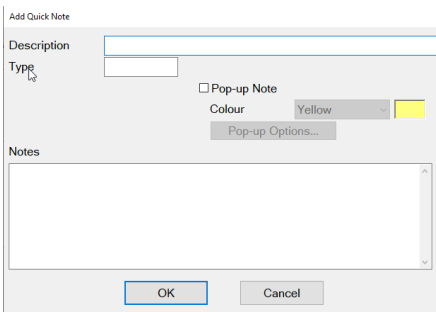 Add Quick Note
Description
Type
Pop-up Note
Colour Yellow
Pop-up Options...
Notes
OK Cancel